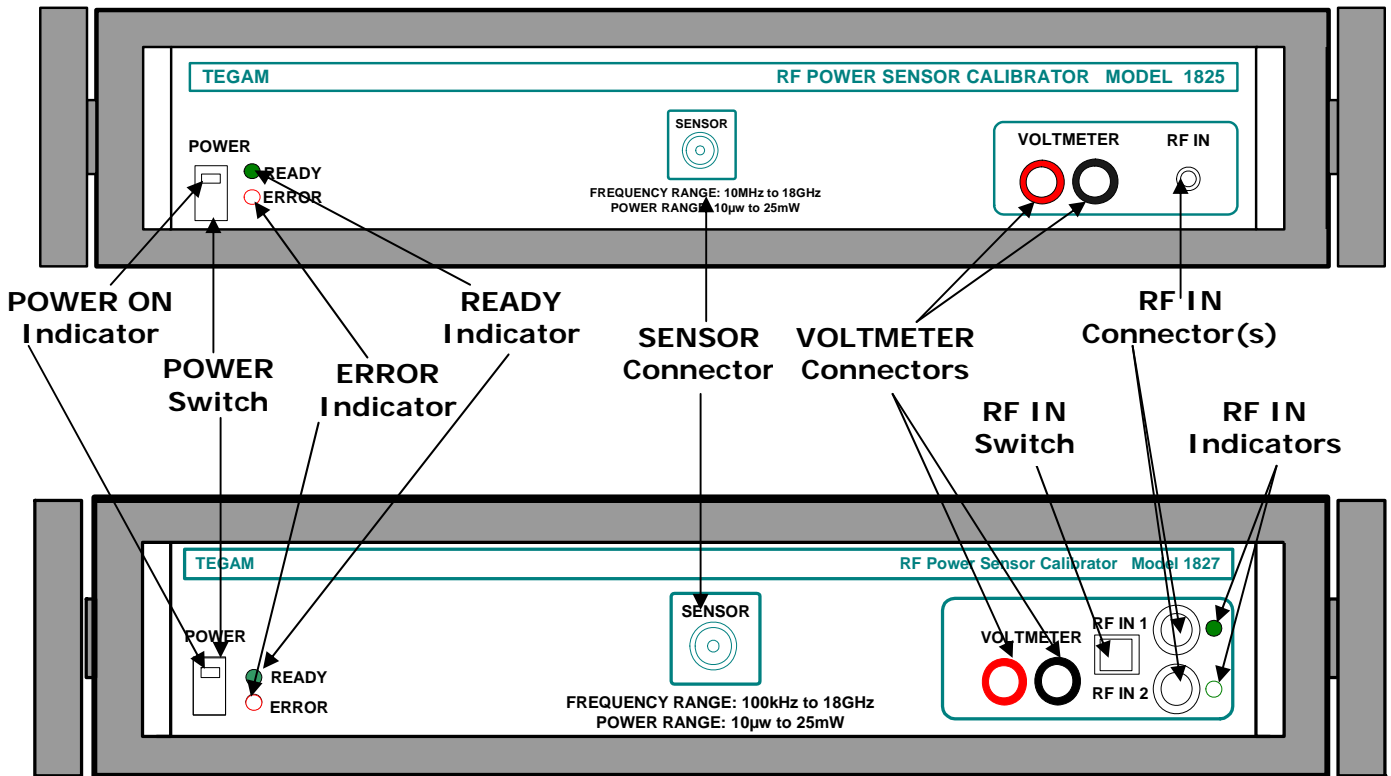 TEGAM RF POWER SENSOR CALIBRATOR MODEL 1825
SENSOR
POWER
VOLTMETER RF IN
READY
ERROR
FREQUENCY RANGE: 10MHz to 18GHz
POWER RANGE: 10µw to 25mW
POWER ON
Indicator
READY
Indicator
RF IN
Connector(s)
SENSOR
Connector
VOLTMETER
Connectors
POWER
Switch
ERROR
Indicator
RF IN
Switch
RF IN
Indicators
TEGAM RF Power Sensor Calibrator Model 1827
SENSOR
POWER
VOLTMETER
RF IN 1
RF IN 2
READY
ERROR
FREQUENCY RANGE: 100kHz to 18GHz
POWER RANGE: 10µw to 25mW